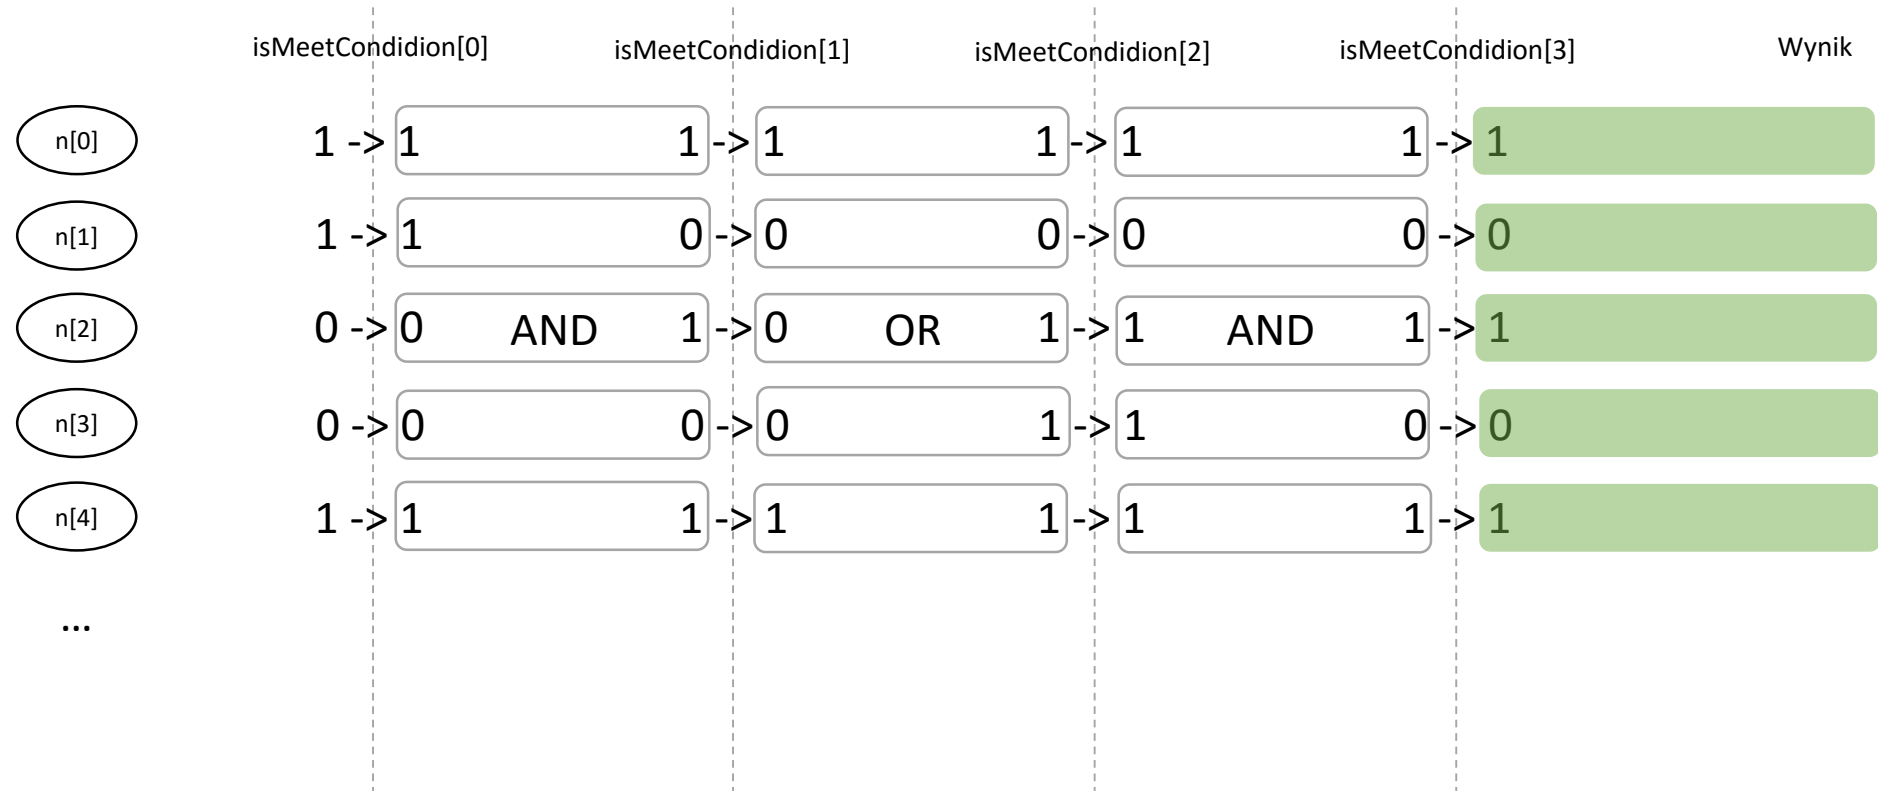 isMeetCondidion[0] isMeetCondidion[1] isMeetCondidion[2] isMeetCondidion[3] Wynik
n[0] 1 -> 1 1 -> 1 1 -> 1 1 -> 1
n[1] 1 -> 1 0 -> 0 0 -> 0 0 -> 0
n[2] 0 -> 0 AND 1 -> 0 OR 1 -> 1 AND 1 -> 1
n[3] 0 -> 0 0 -> 0 1 -> 1 0 -> 0
n[4] 1 -> 1 1 -> 1 1 -> 1 1 -> 1
...